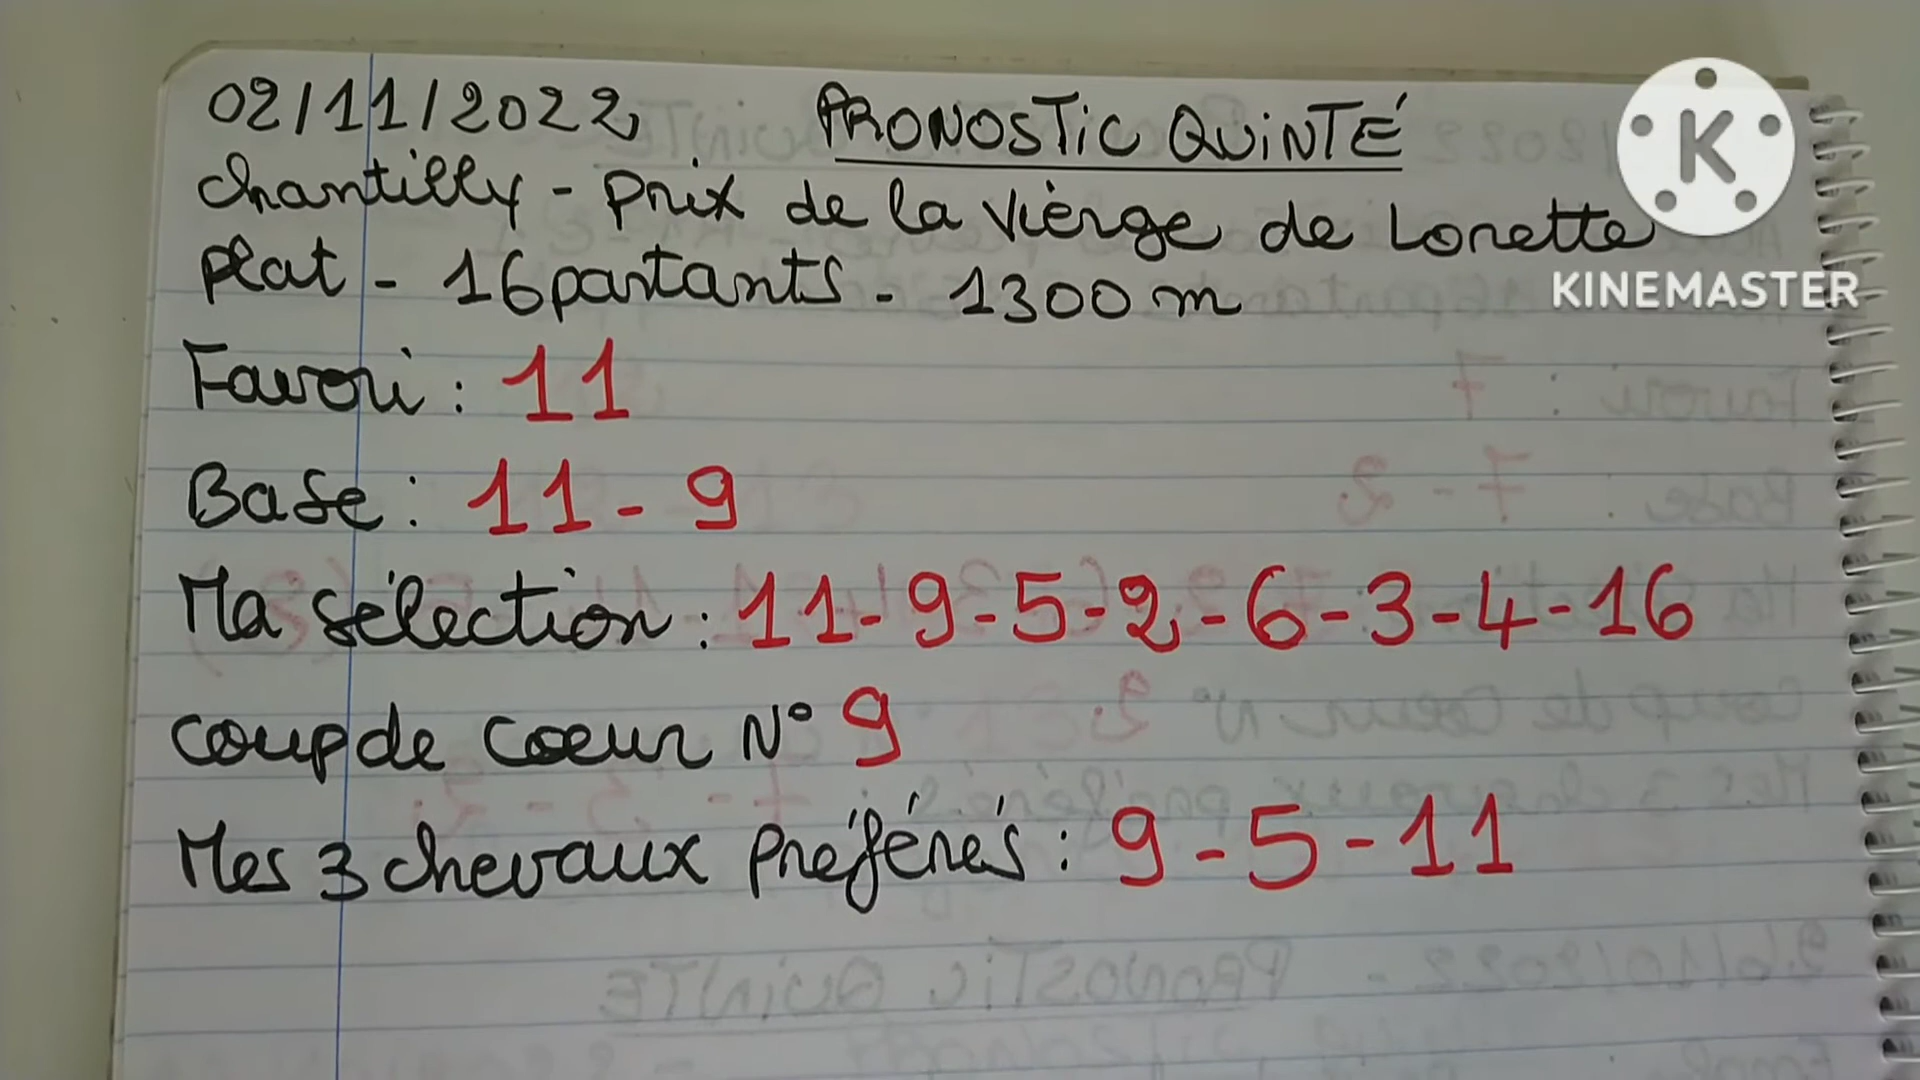 02/11/2022 PRONOSTIC QUINTÉ
Chantilly - Prix de la Vierge de Lorette
plat - 16 partants - 1300 m
Favori : 11
Base : 11 - 9
Ma sélection : 11 - 9 - 5 - 2 - 6 - 3 - 4 - 16
coup de coeur N° 9
Mes 3 chevaux préférés : 9 - 5 - 11
K
KINEMASTER